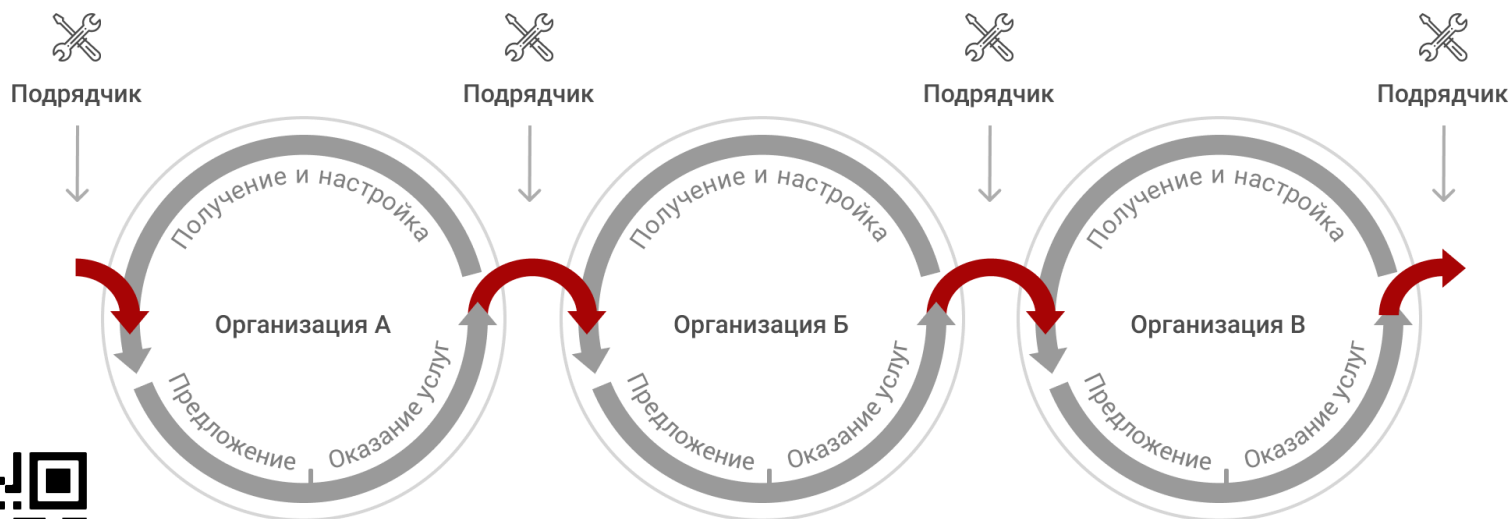 Подрядчик
Подрядчик
Подрядчик
Подрядчик
Получение и настройка
Организация А
Предложение
Оказание услуг
Получение и настройка
Организация Б
Предложение
Оказание услуг
Получение и настройка
Организация В
Предложение
Оказание услуг